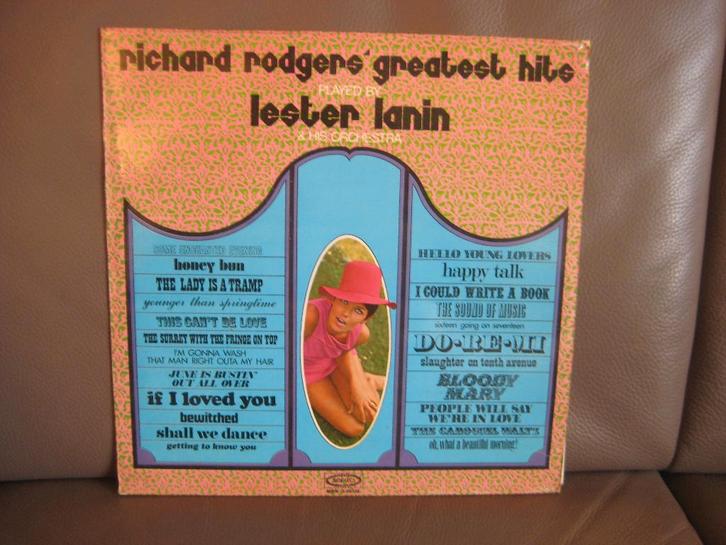 richard rodgers' greatest hits
PLAYED BY
lester lanin
& HIS ORCHESTRA
SOME ENCHANTED EVENING
honey bun
THE LADY IS A TRAMP
younger than springtime
THIS CAN'T BE LOVE
THE SURREY WITH THE FRINGE ON TOP
I'M GONNA WASH
THAT MAN RIGHT OUTA MY HAIR
JUNE IS BUSTIN'
OUT ALL OVER
if I loved you
bewitched
shall we dance
getting to know you
HELLO YOUNG LOVERS
happy talk
I COULD WRITE A BOOK
THE SOUND OF MUSIC
sixteen going on seventeen
DO-RE-MI
slaughter on tenth avenue
BLOODY
MARY
PEOPLE WILL SAY
WE'RE IN LOVE
THE CAROUSEL WALTZ
oh, what a beautiful morning!